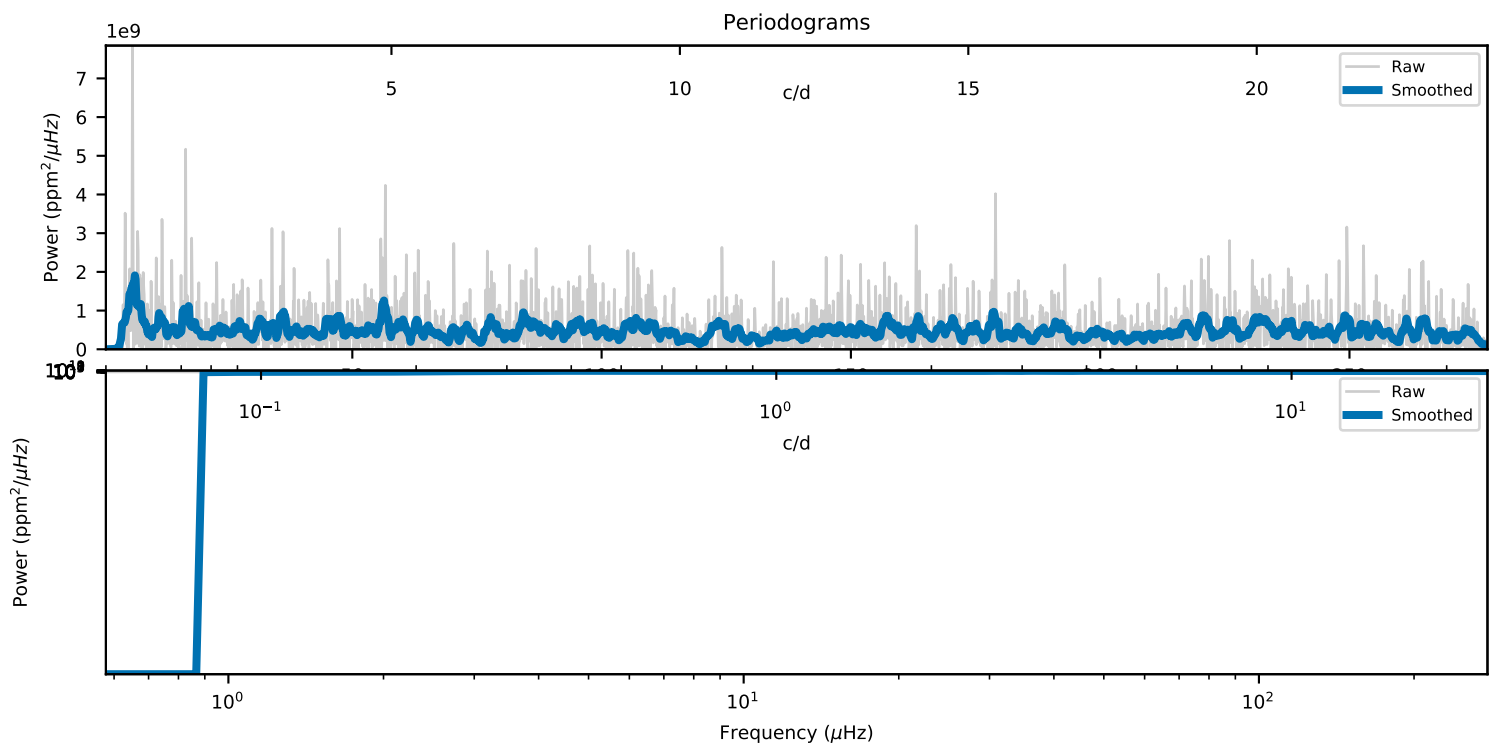 Periodograms
1e9
7
6
5
4
3
2
1
0
Power (ppm²/μHz)
5
10
15
20
c/d
Raw
Smoothed
10⁻¹
10⁰
10¹
c/d
Raw
Smoothed
Power (ppm²/μHz)
10⁰
10¹
10²
Frequency (μHz)